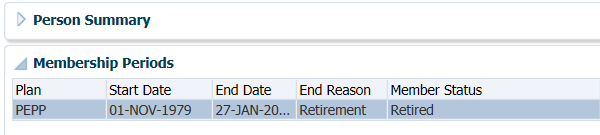 Person Summary
Membership Periods
Plan Start Date End Date End Reason Member Status
PEPP 01-NOV-1979 27-JAN-20... Retirement Retired